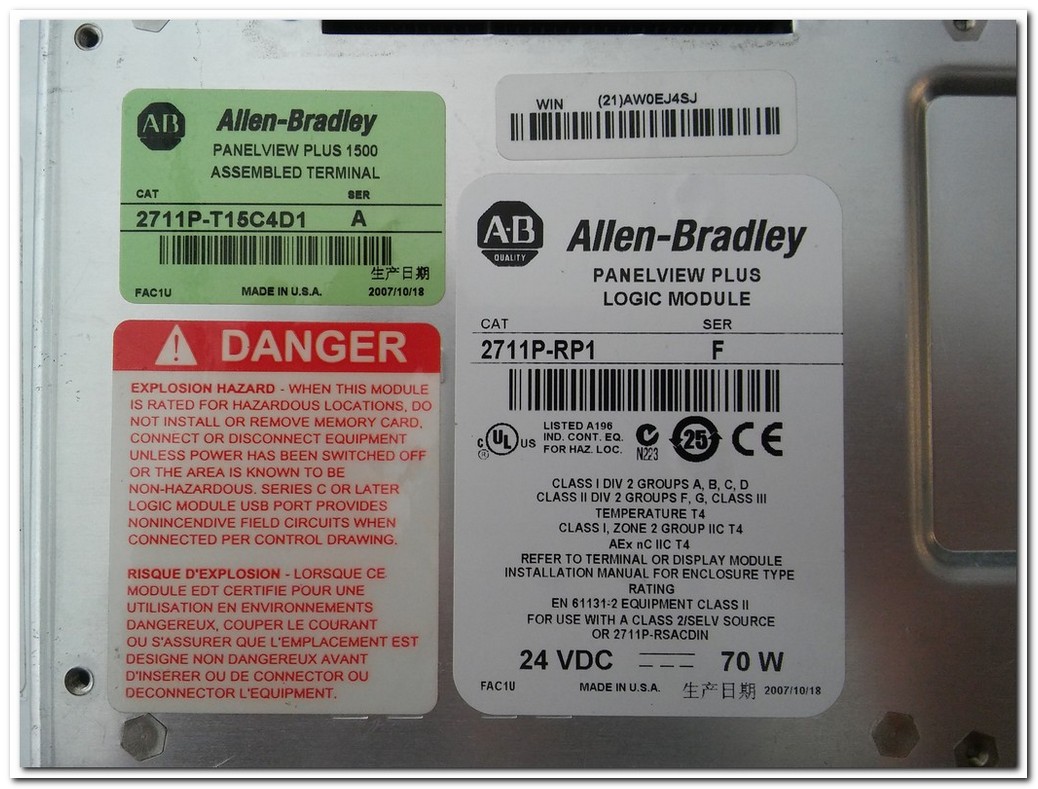 AB Allen-Bradley
PANELVIEW PLUS 1500
ASSEMBLED TERMINAL
CAT SER
2711P-T15C4D1 A
生产日期
FAC1U MADE IN U.S.A. 2007/10/18
WIN (21)AW0EJ4SJ
DANGER
EXPLOSION HAZARD - WHEN THIS MODULE
IS RATED FOR HAZARDOUS LOCATIONS, DO
NOT INSTALL OR REMOVE MEMORY CARD,
CONNECT OR DISCONNECT EQUIPMENT
UNLESS POWER HAS BEEN SWITCHED OFF
OR THE AREA IS KNOWN TO BE
NON-HAZARDOUS. SERIES C OR LATER
LOGIC MODULE USB PORT PROVIDES
NONINCENDIVE FIELD CIRCUITS WHEN
CONNECTED PER CONTROL DRAWING.
RISQUE D'EXPLOSION - LORSQUE CE
MODULE EDT CERTIFIE POUR UNE
UTILISATION EN ENVIRONNEMENTS
DANGEREUX, COUPER LE COURANT
OU S'ASSURER QUE L'EMPLACEMENT EST
DESIGNE NON DANGEREUX AVANT
D'INSERER OU DE CONNECTOR OU
DECONNECTOR L'EQUIPMENT.
A·B QUALITY Allen-Bradley
PANELVIEW PLUS
LOGIC MODULE
CAT SER
2711P-RP1 F
c UL US ® LISTED A196
IND. CONT. EQ.
FOR HAZ. LOC.
N223 25 CE
CLASS I DIV 2 GROUPS A, B, C, D
CLASS II DIV 2 GROUPS F, G, CLASS III
TEMPERATURE T4
CLASS I, ZONE 2 GROUP IIC T4
AEx nC IIC T4
REFER TO TERMINAL OR DISPLAY MODULE
INSTALLATION MANUAL FOR ENCLOSURE TYPE
RATING
EN 61131-2 EQUIPMENT CLASS II
FOR USE WITH A CLASS 2/SELV SOURCE
OR 2711P-RSACDIN
24 VDC 70 W
FAC1U MADE IN U.S.A. 生产日期 2007/10/18